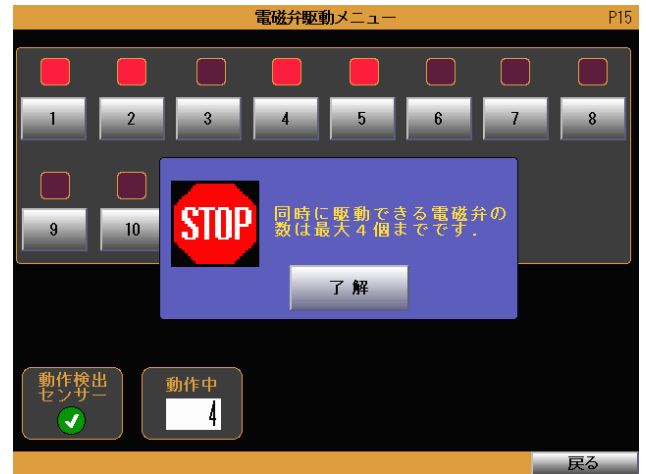 電磁弁駆動メニュー P15
1 2 3 4 5 6 7 8
9 10
STOP
同時に駆動できる電磁弁の
数は最大4個までです.
了解
動作検出
センサー
動作中
4
戻る